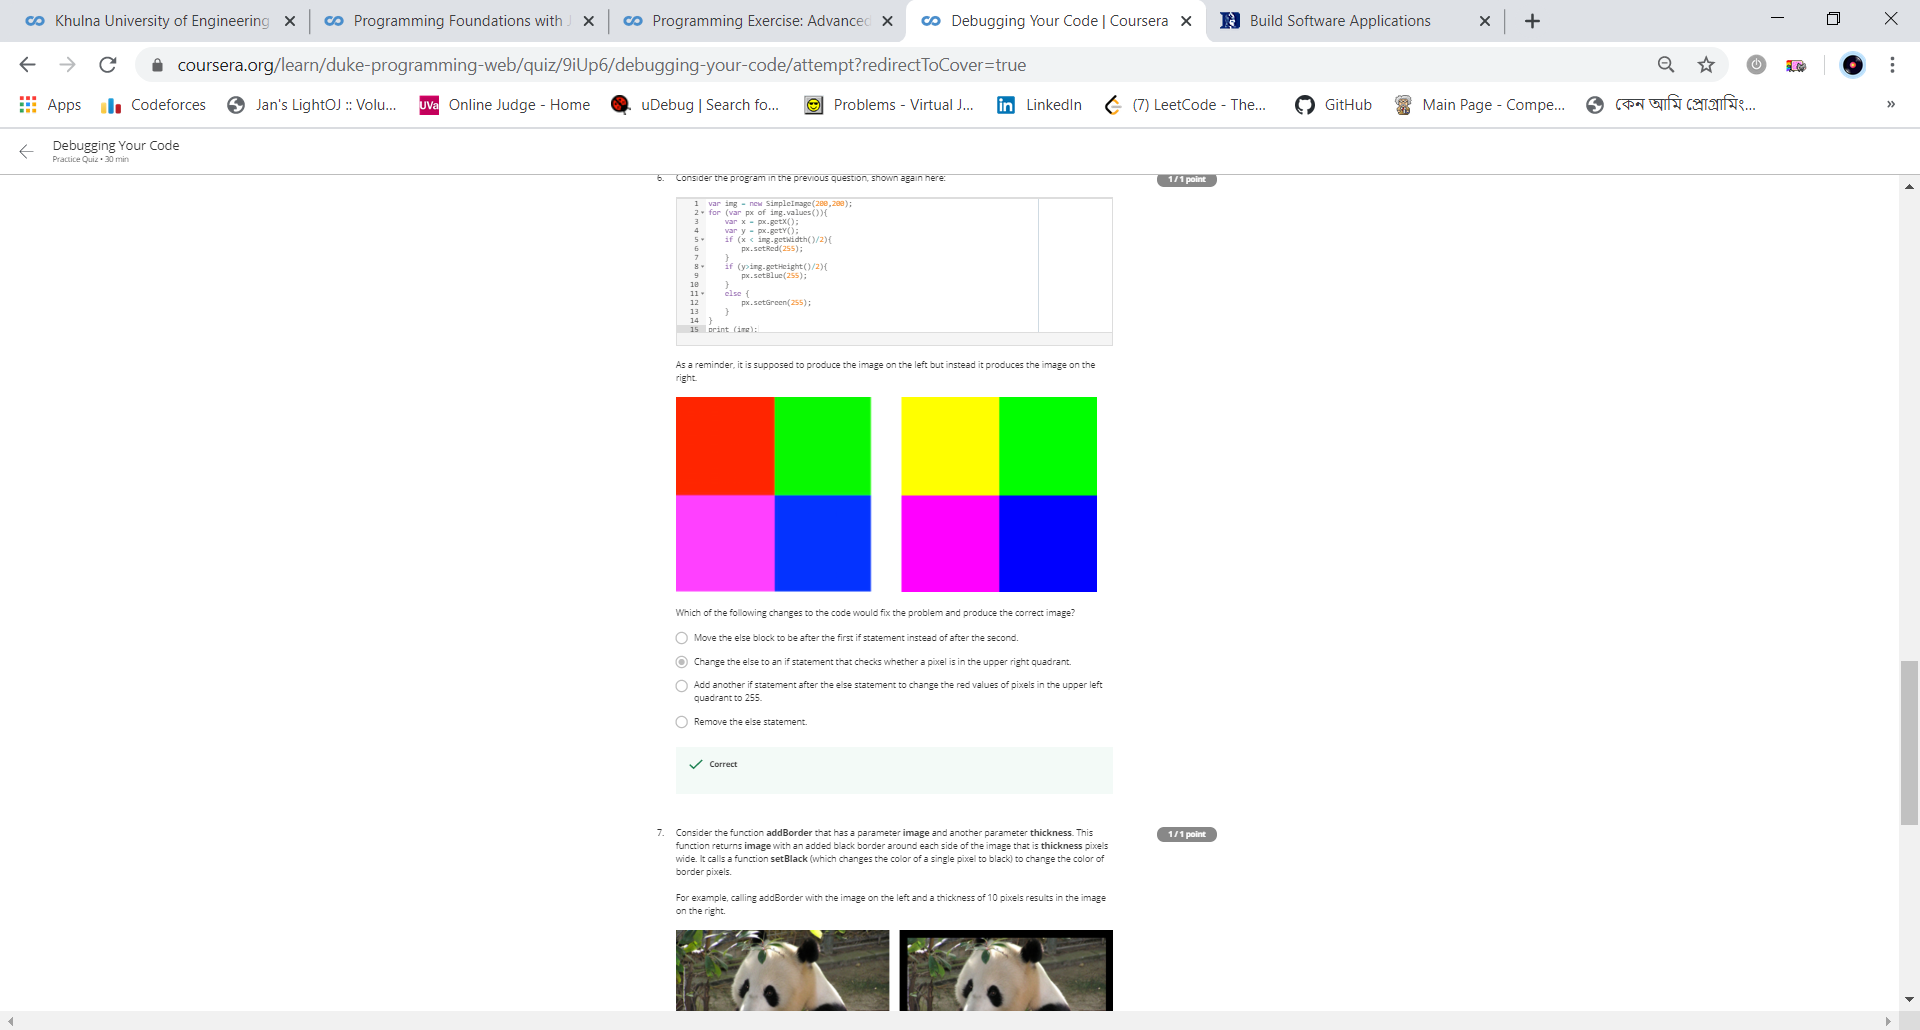 Khulna University of Engineering
Programming Foundations with J
Programming Exercise: Advanced
Debugging Your Code | Coursera
Build Software Applications
coursera.org/learn/duke-programming-web/quiz/9iUp6/debugging-your-code/attempt?redirectToCover=true
Apps
Codeforces
Jan's LightOJ :: Volu...
UVa
Online Judge - Home
uDebug | Search fo...
Problems - Virtual J...
in
LinkedIn
(7) LeetCode - The...
GitHub
Main Page - Compe...
কেন আমি প্রোগ্রামিং...
»
Debugging Your Code
Practice Quiz • 30 min
6. Consider the program in the previous question, shown again here:
1 / 1 point
1 var img = new SimpleImage(200,200);
2 for (var px of img.values()){
3 var x = px.getX();
4 var y = px.getY();
5 if (x < img.getWidth()/2){
6 px.setRed(255);
7 }
8 if (y>img.getHeight()/2){
9 px.setBlue(255);
10 }
11 else {
12 px.setGreen(255);
13 }
14 }
15 print (img);
As a reminder, it is supposed to produce the image on the left but instead it produces the image on the
right.
Which of the following changes to the code would fix the problem and produce the correct image?
Move the else block to be after the first if statement instead of after the second.
Change the else to an if statement that checks whether a pixel is in the upper right quadrant.
Add another if statement after the else statement to change the red values of pixels in the upper left
quadrant to 255.
Remove the else statement.
Correct
7. Consider the function addBorder that has a parameter image and another parameter thickness. This
1 / 1 point
function returns image with an added black border around each side of the image that is thickness pixels
wide. It calls a function setBlack (which changes the color of a single pixel to black) to change the color of
border pixels.
For example, calling addBorder with the image on the left and a thickness of 10 pixels results in the image
on the right.